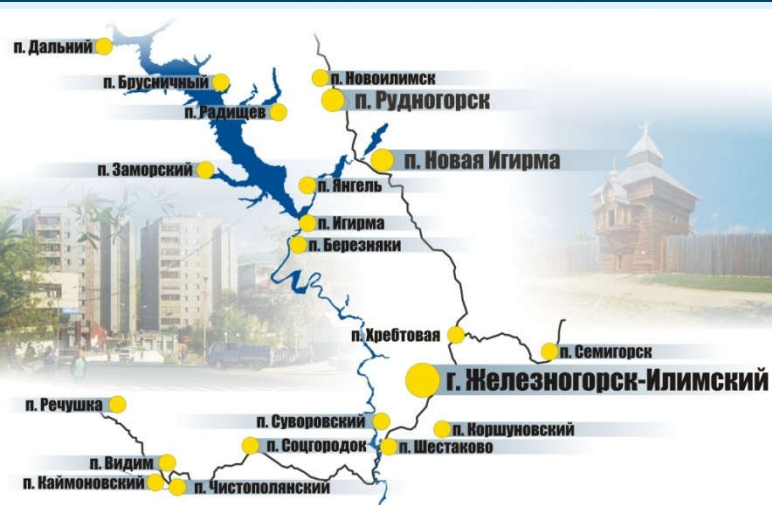 п. Дальний
п. Брусничный
п. Новоилимск
п. Рудногорск
п. Радищев
п. Новая Игирма
п. Заморский
п. Янгель
п. Игирма
п. Березняки
п. Хребтовая
п. Семигорск
г. Железногорск-Илимский
п. Речушка
п. Суворовский
п. Коршуновский
п. Соцгородок
п. Шестаково
п. Видим
п. Каймоновский
п. Чистополянский